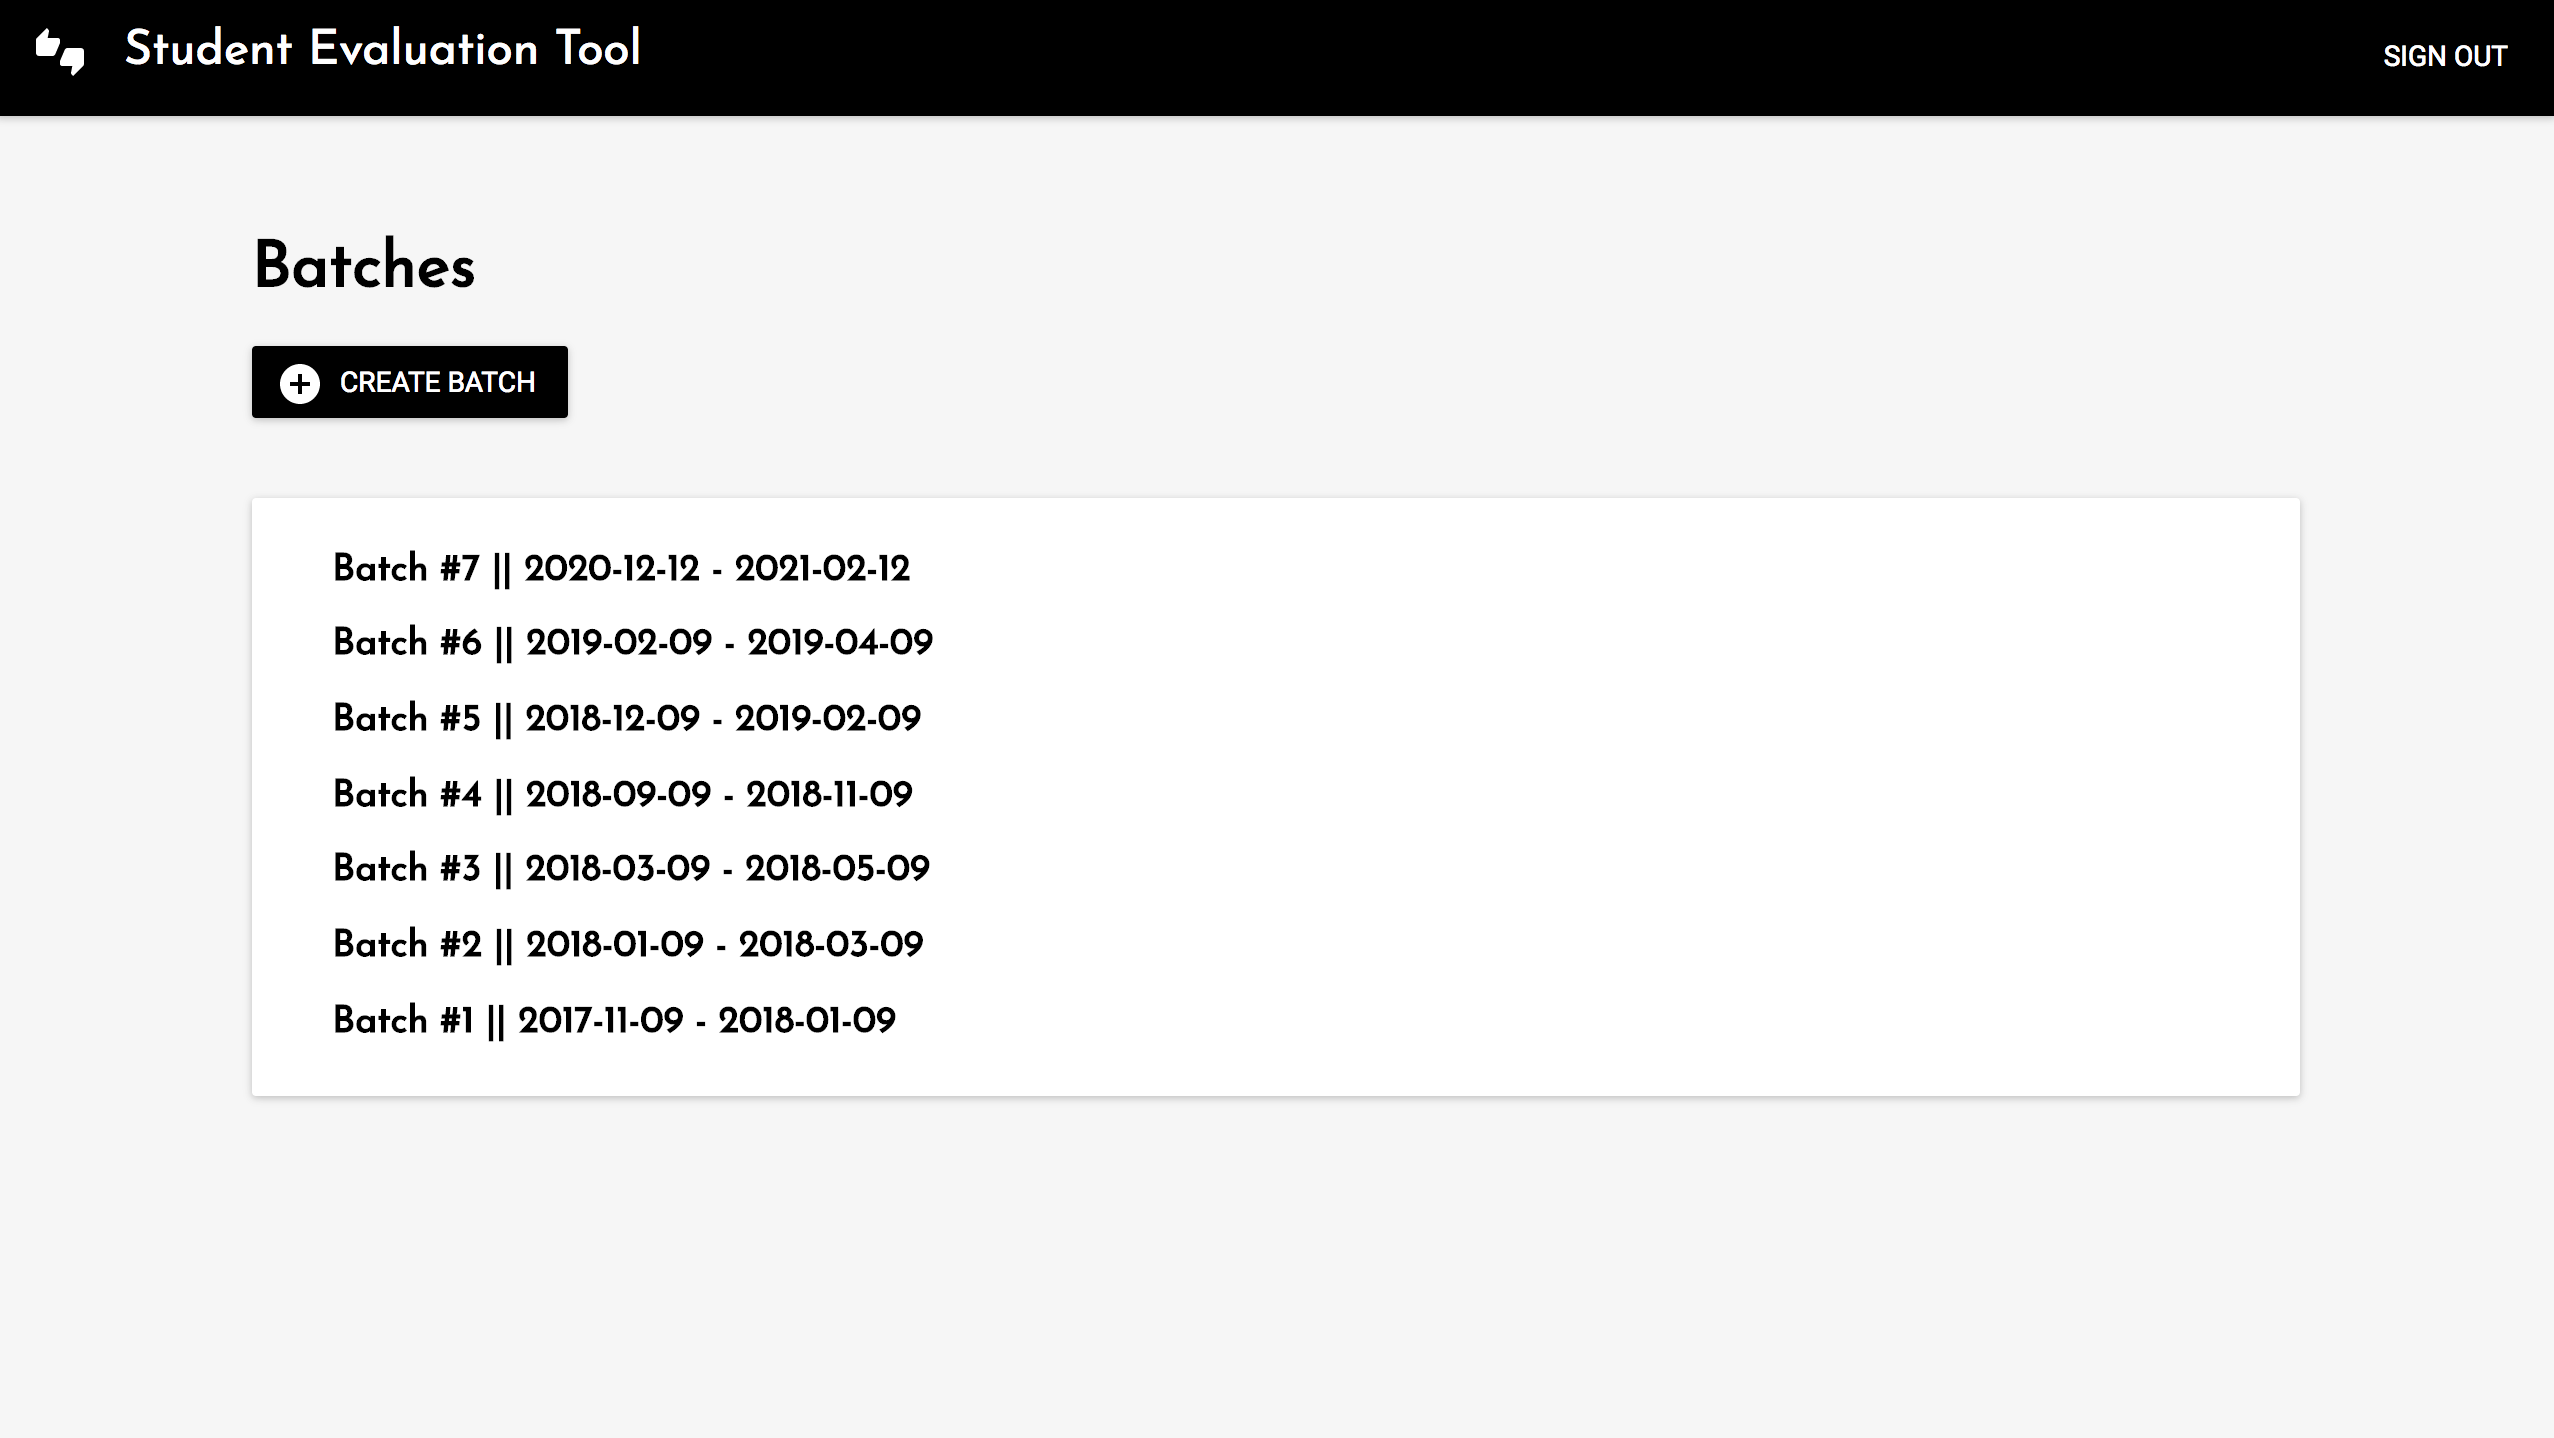 Student Evaluation Tool
SIGN OUT
Batches
CREATE BATCH
Batch #7 || 2020-12-12 - 2021-02-12
Batch #6 || 2019-02-09 - 2019-04-09
Batch #5 || 2018-12-09 - 2019-02-09
Batch #4 || 2018-09-09 - 2018-11-09
Batch #3 || 2018-03-09 - 2018-05-09
Batch #2 || 2018-01-09 - 2018-03-09
Batch #1 || 2017-11-09 - 2018-01-09